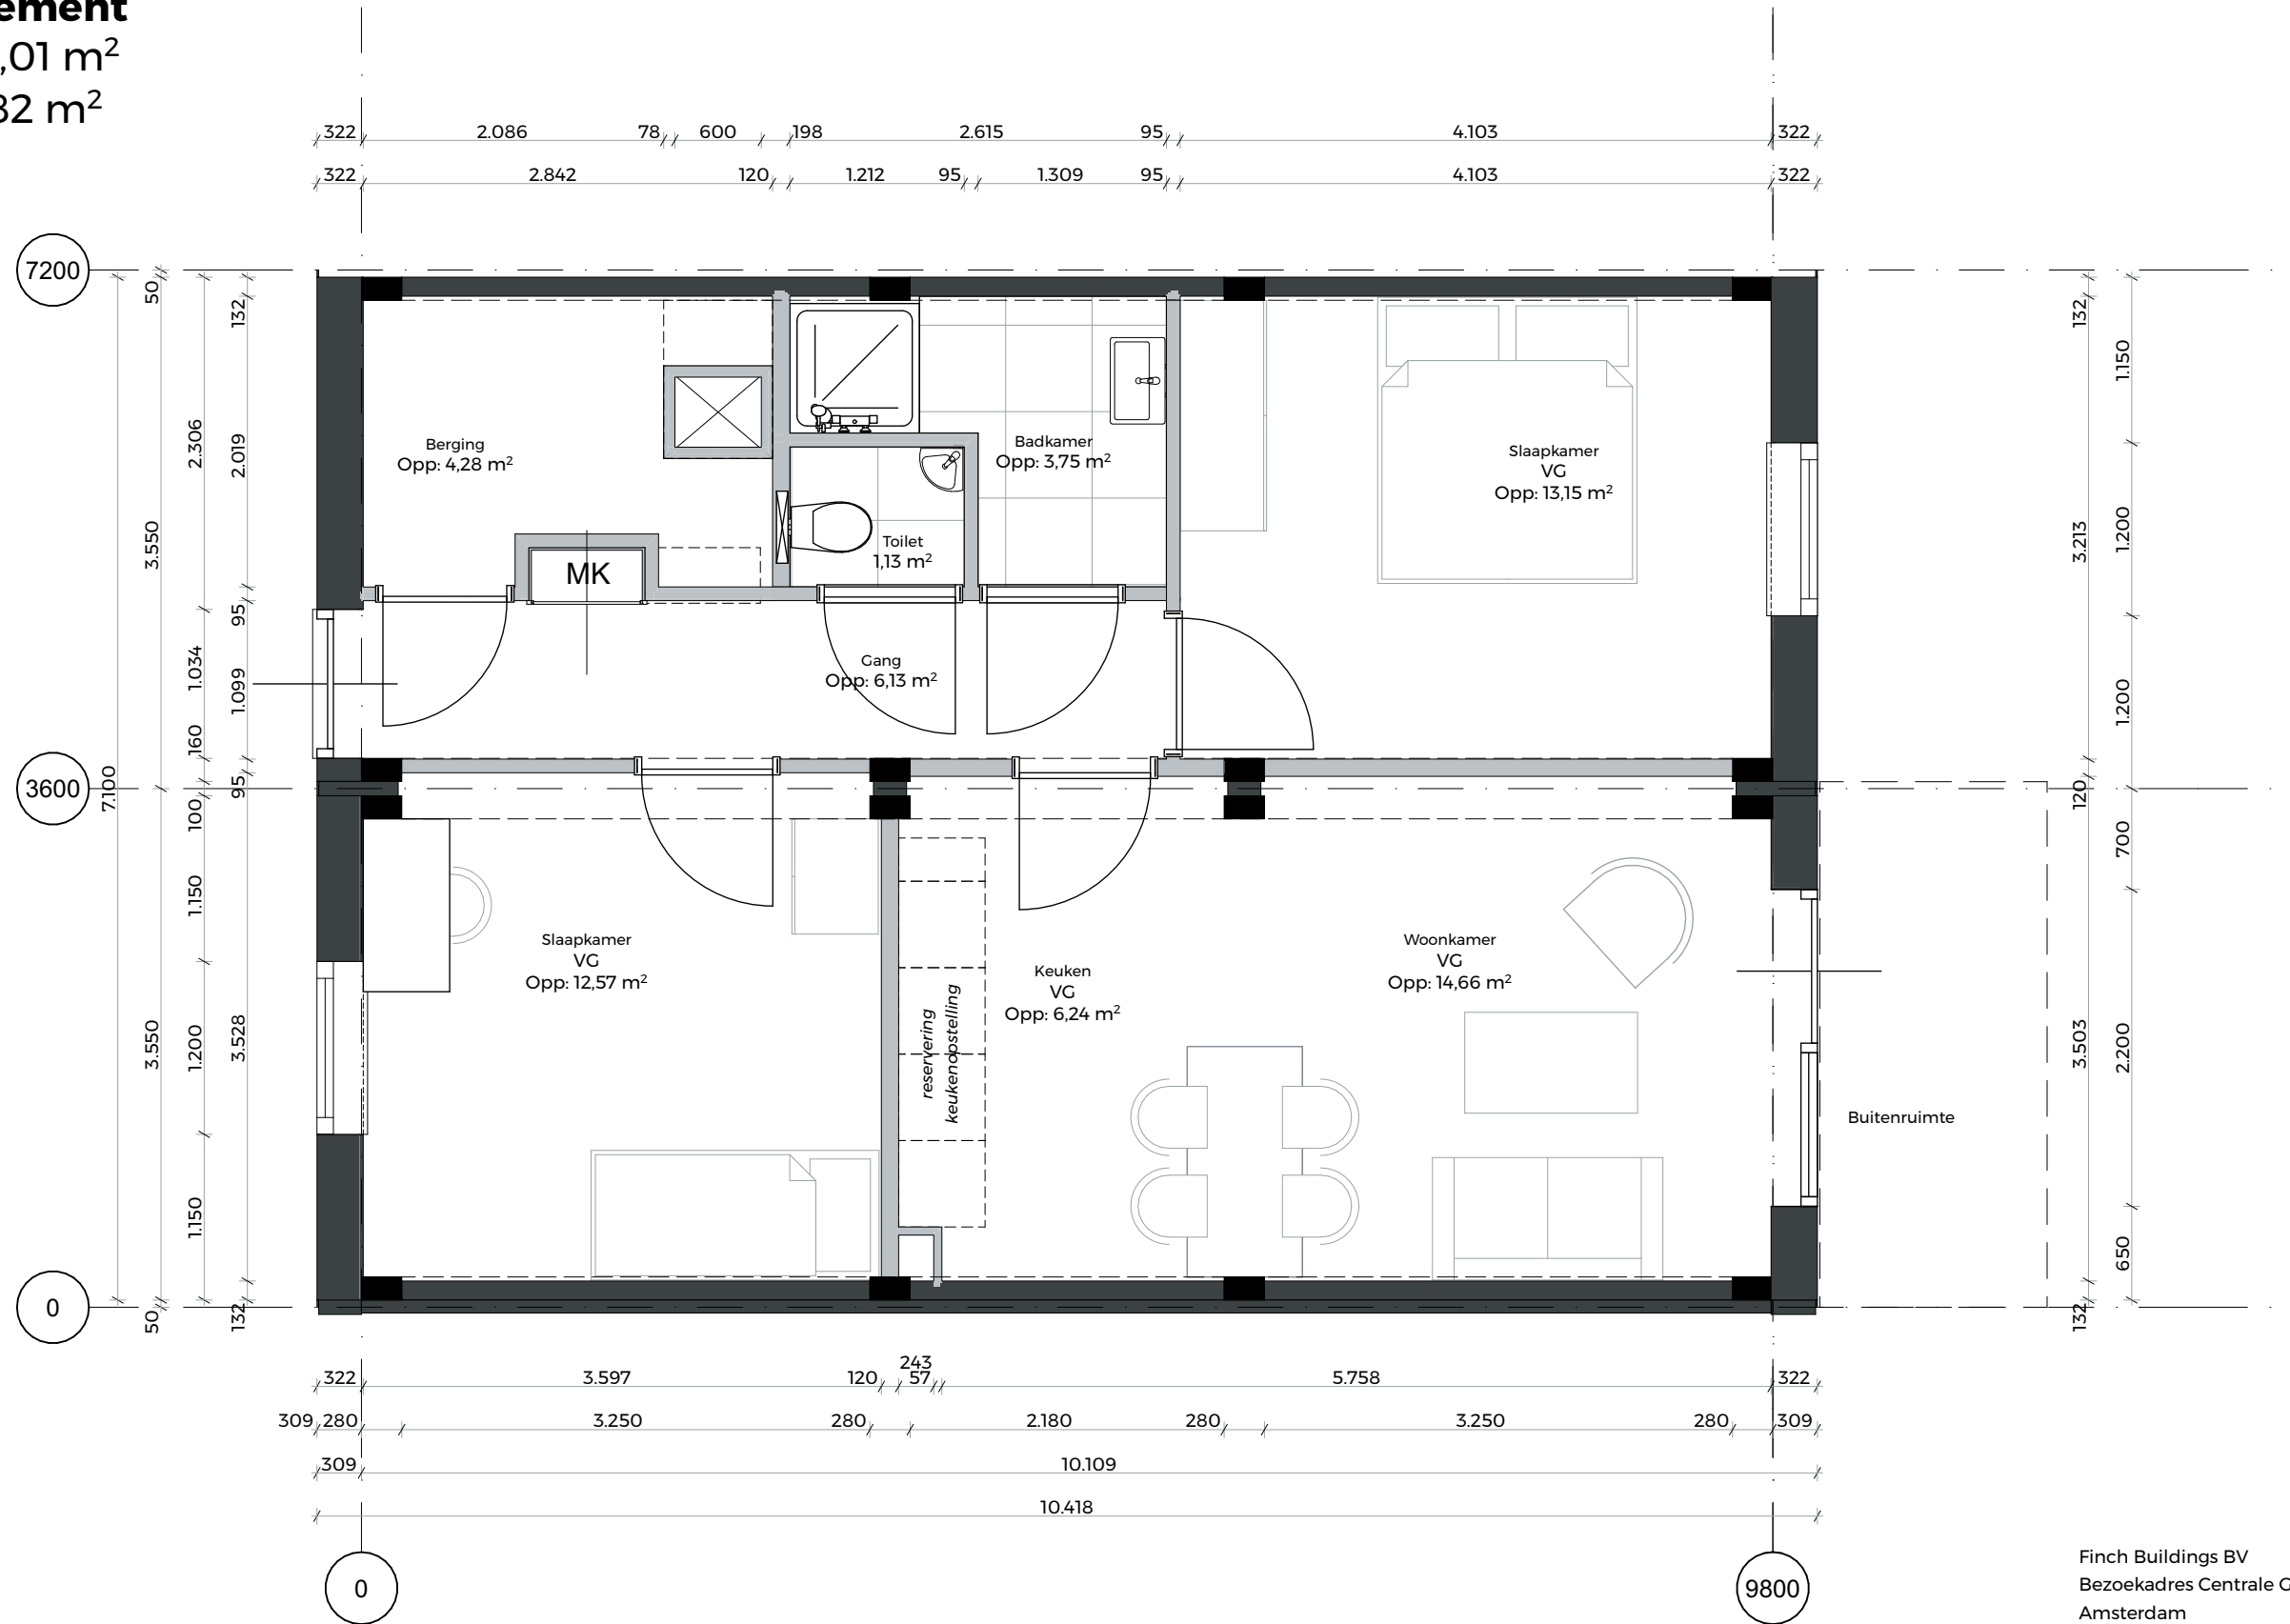 ement
,01 m²
82 m²
322 2.086 78 600 198 2.615 95 4.103 322
322 2.842 120 1.212 95 1.309 95 4.103 322
7200
3600
0
7.100
50
3.550
3.550
50
2.306
1.034
160
100
1.150
1.200
1.150
132
2.019
95
1.099
95
3.528
132
Berging
Opp: 4,28 m²
MK
Toilet
1,13 m²
Badkamer
Opp: 3,75 m²
Slaapkamer
VG
Opp: 13,15 m²
Gang
Opp: 6,13 m²
Slaapkamer
VG
Opp: 12,57 m²
reservering
keukenopstelling
Keuken
VG
Opp: 6,24 m²
Woonkamer
VG
Opp: 14,66 m²
Buitenruimte
132
3.213
120
3.503
132
1.150
1.200
1.200
700
2.200
650
243
322 3.597 120 57 5.758 322
309 280 3.250 280 2.180 280 3.250 280 309
309 10.109
10.418
0
9800
Finch Buildings BV
Bezoekadres Centrale G
Amsterdam